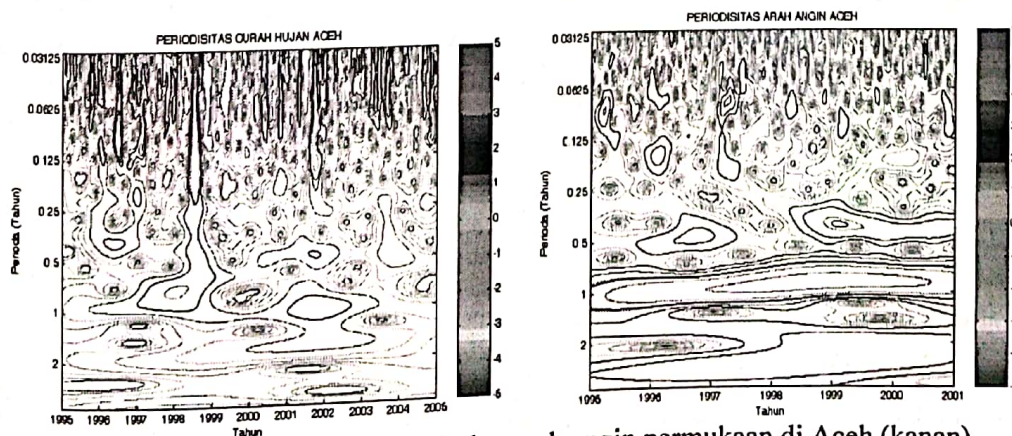 PERIODISITAS CURAH HUJAN ACEH
0.03125
0.0625
0.125
0.25
0.5
1
2
Perioda (Tahun)
1995 1996 1997 1998 1999 2000 2001 2002 2003 2004 2005
Tahun
5
4
3
2
1
0
-1
-2
-3
-4
-5
PERIODISITAS ARAH ANGIN ACEH
0.03125
0.0625
0.125
0.25
0.5
1
2
Perioda (Tahun)
1995 1996 1997 1998 1999 2000 2001
Tahun
angin permukaan di Aceh (kanan)